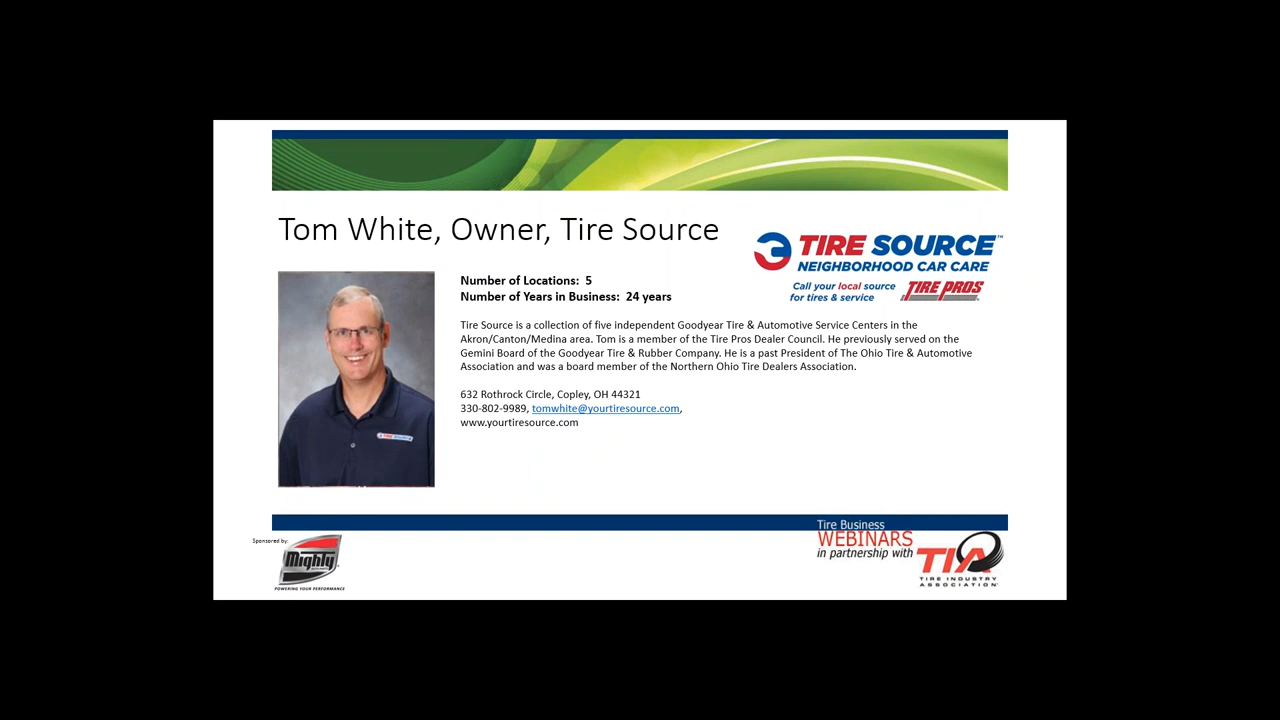 Tom White, Owner, Tire Source
TIRE SOURCE™
NEIGHBORHOOD CAR CARE
Call your local source
for tires & service
TIRE PROS
Number of Locations: 5
Number of Years in Business: 24 years
Tire Source is a collection of five independent Goodyear Tire & Automotive Service Centers in the
Akron/Canton/Medina area. Tom is a member of the Tire Pros Dealer Council. He previously served on the
Gemini Board of the Goodyear Tire & Rubber Company. He is a past President of The Ohio Tire & Automotive
Association and was a board member of the Northern Ohio Tire Dealers Association.
632 Rothrock Circle, Copley, OH 44321
330-802-9989, tomwhite@yourtiresource.com,
www.yourtiresource.com
TIRE SOURCE
Sponsored by:
Mighty
POWERING YOUR PERFORMANCE
Tire Business
WEBINARS
in partnership with
TIA
TIRE INDUSTRY
ASSOCIATION